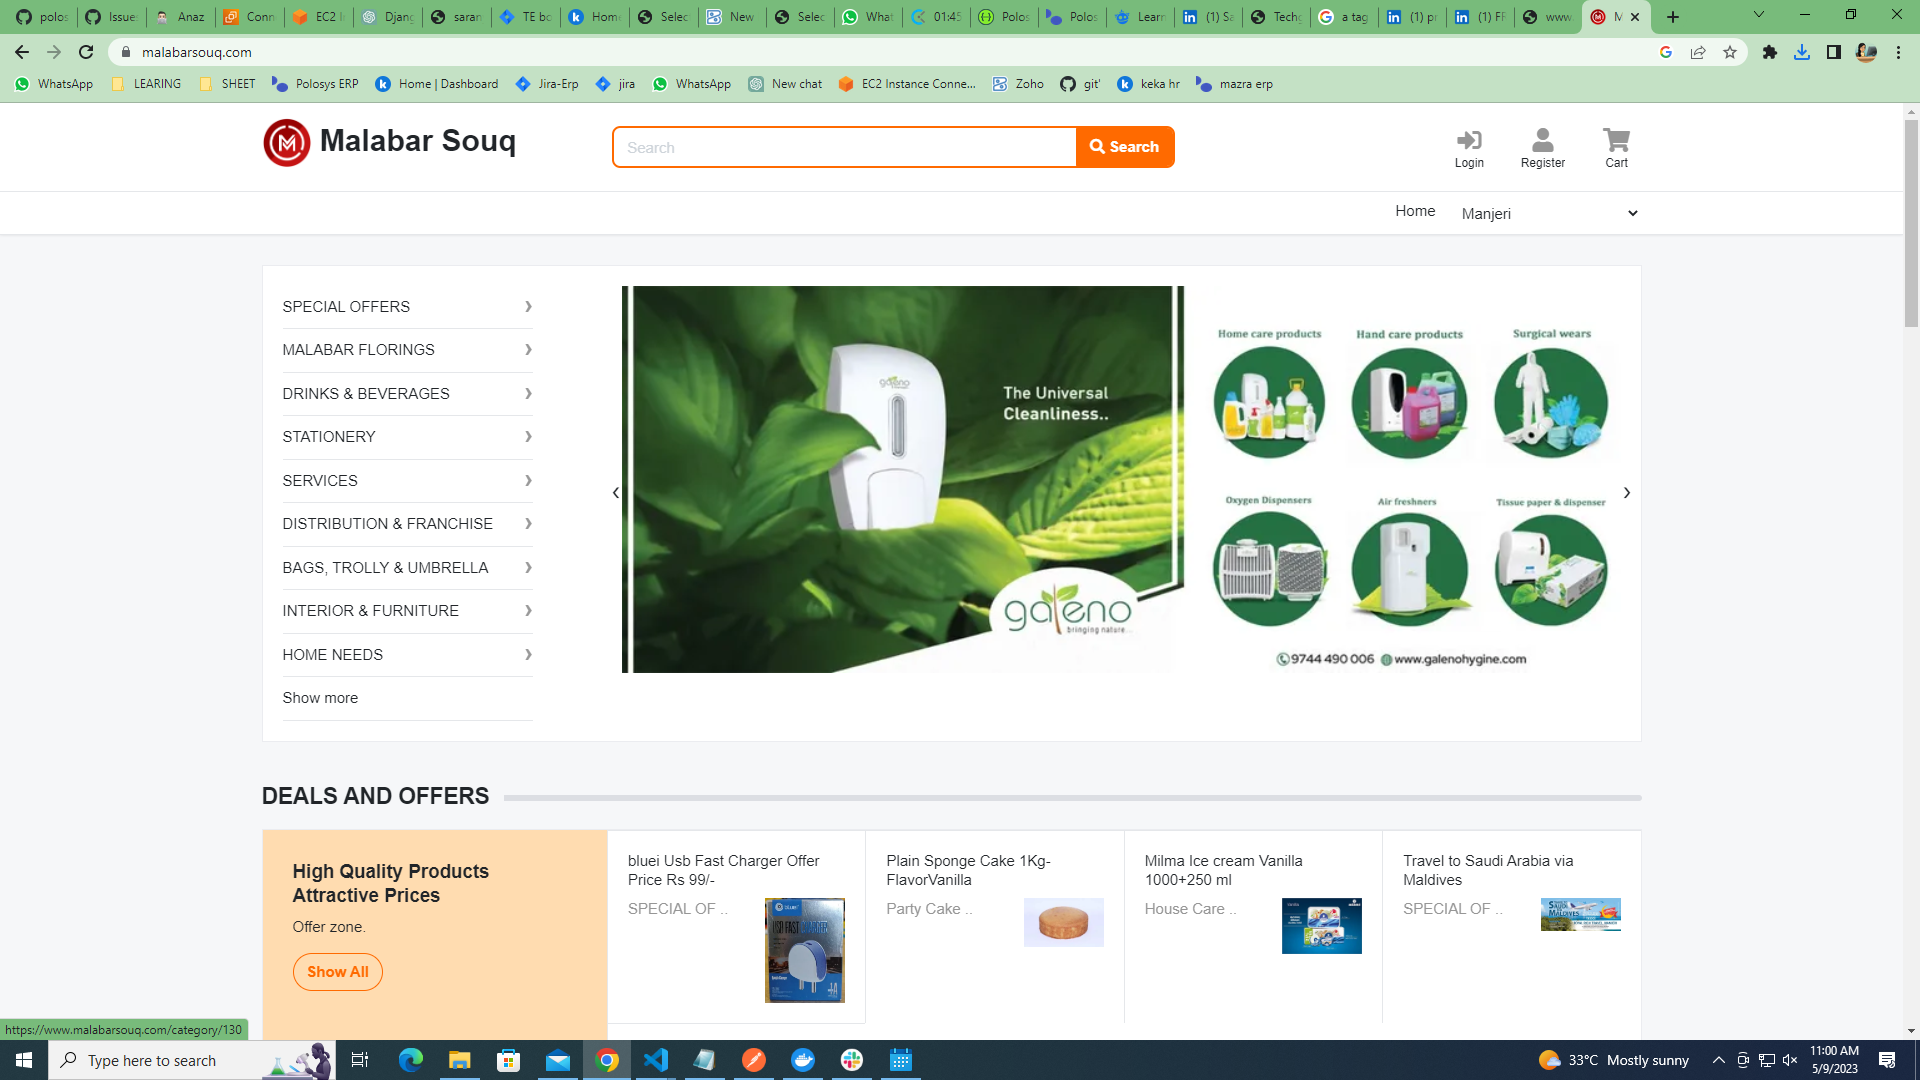 polos
Issue
Anaz
Conn
EC2 I
Djang
saram
TE bo
Home
Selec
New
Selec
What
01:45
Polos
Polos
Learn
(1) Sa
Techg
a tag
(1) p
(1) FF
www.
M
malabarsouq.com
WhatsApp
LEARING
SHEET
Polosys ERP
Home | Dashboard
Jira-Erp
jira
WhatsApp
New chat
EC2 Instance Conne...
Zoho
git'
keka hr
mazra erp
Malabar Souq
Search
Search
Login
Register
Cart
Home
Manjeri
SPECIAL OFFERS
MALABAR FLORINGS
DRINKS & BEVERAGES
STATIONERY
SERVICES
DISTRIBUTION & FRANCHISE
BAGS, TROLLY & UMBRELLA
INTERIOR & FURNITURE
HOME NEEDS
Show more
galeno
The Universal
Cleanliness..
galeno
bringing nature...
Home care products
Hand care products
Surgical wears
Oxygen Dispensers
Air freshners
Tissue paper & dispenser
9744 490 006 www.galenohygine.com
DEALS AND OFFERS
High Quality Products
Attractive Prices
Offer zone.
Show All
bluei Usb Fast Charger Offer
Price Rs 99/-
SPECIAL OF ..
USB FAST
Plain Sponge Cake 1Kg-
FlavorVanilla
Party Cake ..
Milma Ice cream Vanilla
1000+250 ml
House Care ..
Travel to Saudi Arabia via
Maldives
SPECIAL OF ..
SAUDI
MALDIVES
https://www.malabarsouq.com/category/130
Type here to search
33°C Mostly sunny
11:00 AM
5/9/2023